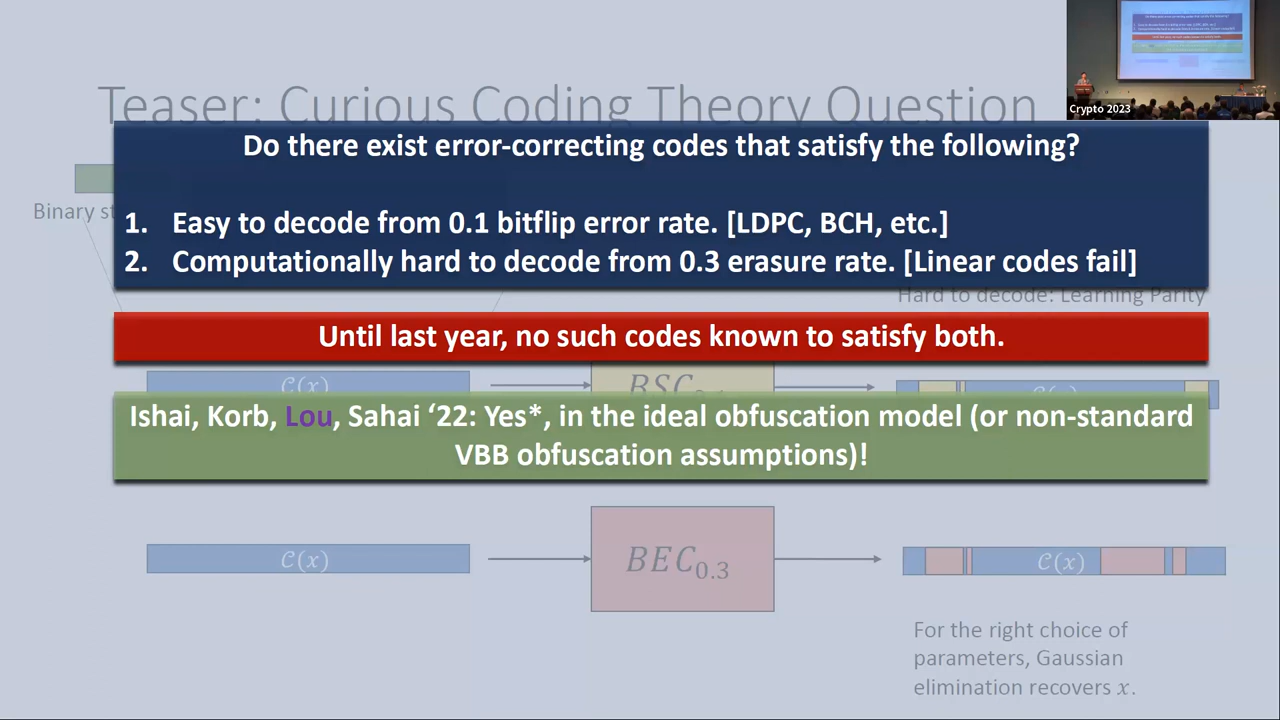 Teaser: Curious Coding Theory Question
Crypto 2023
Do there exist error-correcting codes that satisfy the following?
Binary st
1. Easy to decode from 0.1 bitflip error rate. [LDPC, BCH, etc.]
2. Computationally hard to decode from 0.3 erasure rate. [Linear codes fail]
Hard to decode: Learning Parity
Until last year, no such codes known to satisfy both.
𝒞(x)
Ishai, Korb, Lou, Sahai ‘22: Yes*, in the ideal obfuscation model (or non-standard
VBB obfuscation assumptions)!
𝒞(x)
BEC0.3
𝒞(x)
For the right choice of
parameters, Gaussian
elimination recovers x.